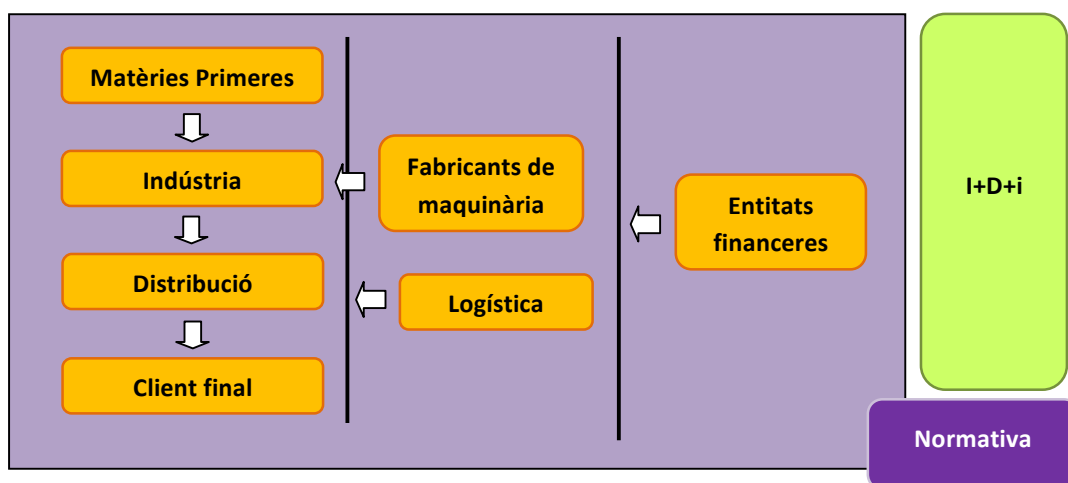 Matèries Primeres
Indústria
Distribució
Client final
Fabricants de
maquinària
Logística
Entitats
financeres
I+D+i
Normativa